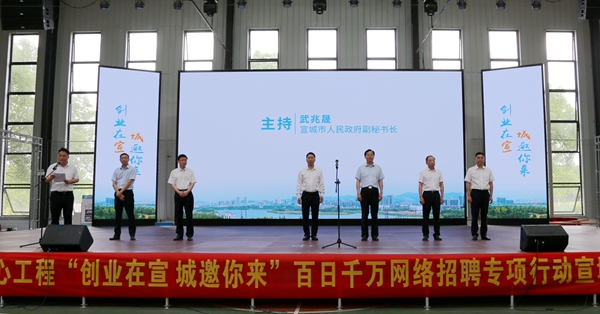 创业在宣
城邀你来
主持
武兆晟
宣城市人民政府副秘书长
创业在宣
城邀你来
心工程“创业在宣 城邀你来”百日千万网络招聘专项行动宣